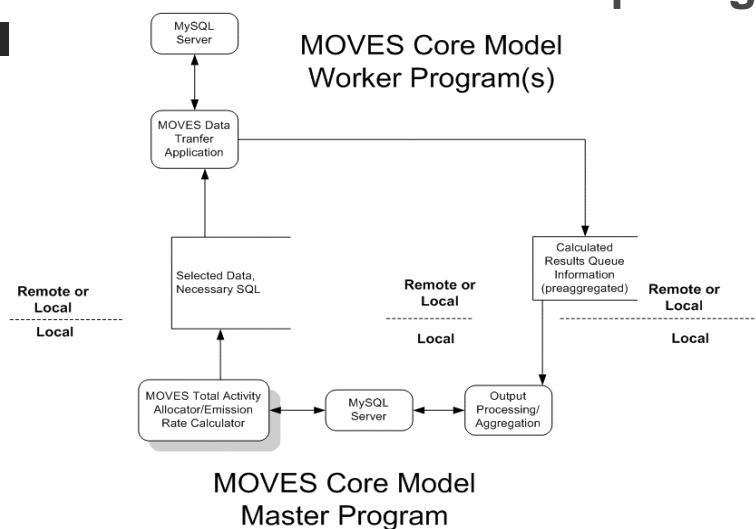 MySQL
Server
MOVES Core Model
Worker Program(s)
MOVES Data
Tranfer
Application
Selected Data,
Necessary SQL
Calculated
Results Queue
Information
(preaggregated)
Remote or
Local
Local
Remote or
Local
Local
Remote or
Local
Local
MOVES Total Activity
Allocator/Emission
Rate Calculator
MySQL
Server
Output
Processing/
Aggregation
MOVES Core Model
Master Program